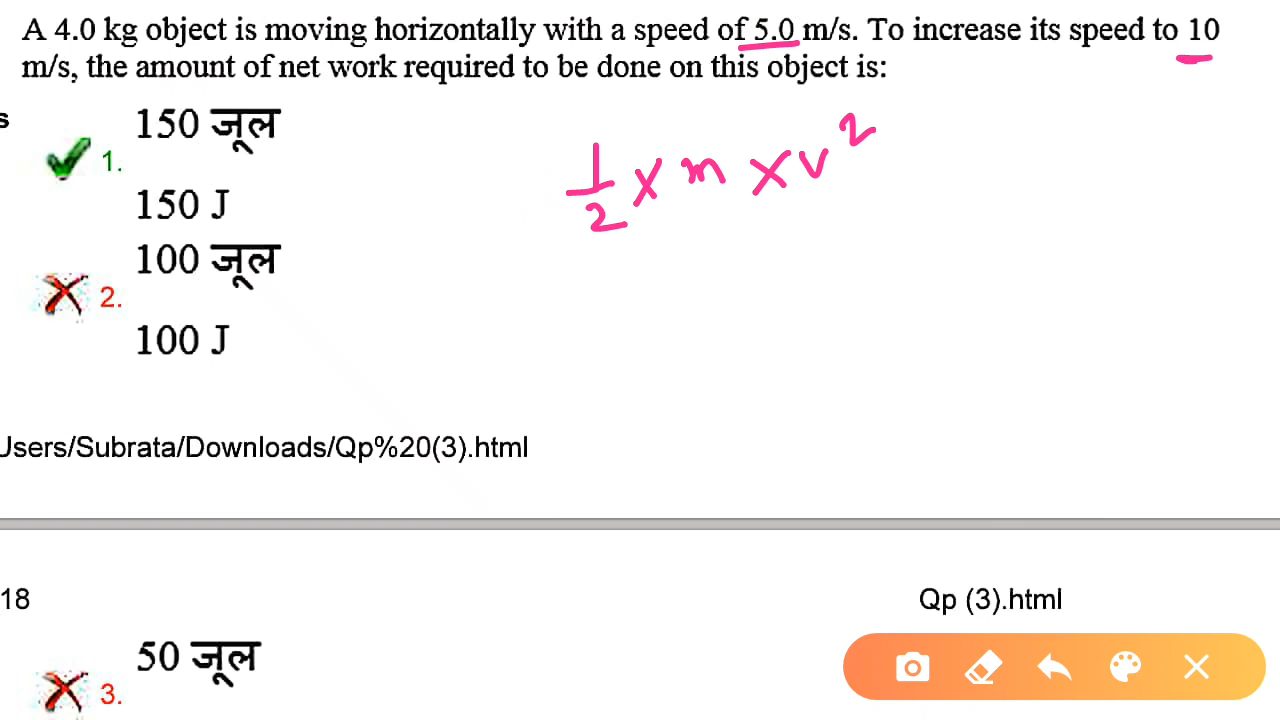 A 4.0 kg object is moving horizontally with a speed of 5.0 m/s. To increase its speed to 10
m/s, the amount of net work required to be done on this object is:
s
150 जूल
1.
150 J
1/2 x m x v²
100 जूल
2.
100 J
Users/Subrata/Downloads/Qp%20(3).html
18
Qp (3).html
50 जूल
3.